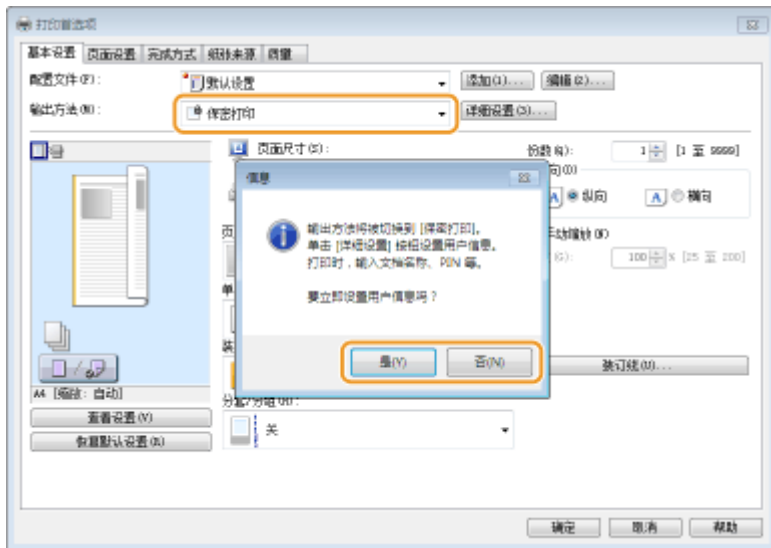 打印首选项
基本设置 页面设置 完成方式 纸张来源 质量
配置文件(F): 默认设置 添加(1)... 编辑(2)...
输出方法(M): 保密打印 详细设置(3)...
页面尺寸(S): 份数(Q): 1 [1 至 9999]
信息
纵向 A 横向
输出方法将被切换到 [保密打印]。
单击 [详细设置] 按钮设置用户信息。
打印时，输入文档名称、PIN 等。
100 % [25 至 200]
要立即设置用户信息吗？
是(Y) 否(N)
装订线(U)...
A4 [缩放: 自动]
分套/分组(H):
查看设置(V)
关
恢复默认设置(R)
确定 取消 帮助